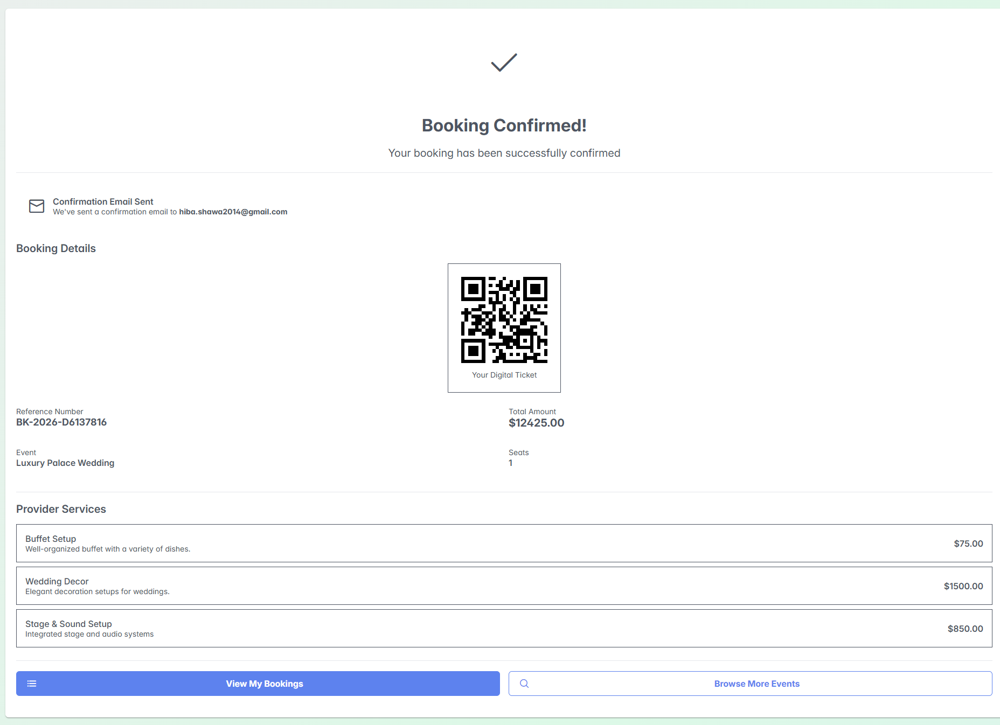 Booking Confirmed!
Your booking has been successfully confirmed
Confirmation Email Sent
We've sent a confirmation email to hiba.shawa2014@gmail.com
Booking Details
Your Digital Ticket
Reference Number
BK-2026-D6137816
Total Amount
$12425.00
Event
Luxury Palace Wedding
Seats
1
Provider Services
Buffet Setup
Well-organized buffet with a variety of dishes.
$75.00
Wedding Decor
Elegant decoration setups for weddings.
$1500.00
Stage & Sound Setup
Integrated stage and audio systems
$850.00
View My Bookings
Browse More Events